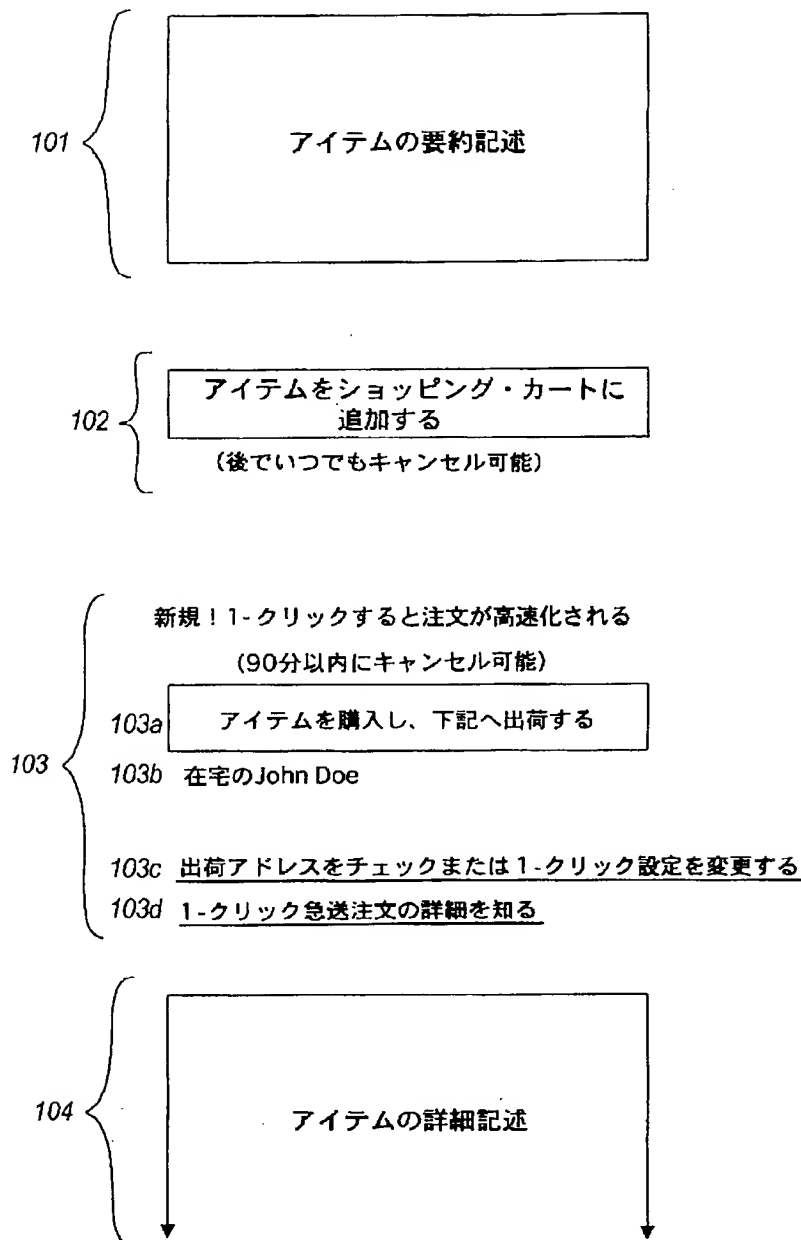 101
アイテムの要約記述
アイテムをショッピング・カートに
追加する
102
（後でいつでもキャンセル可能）
新規！1-クリックすると注文が高速化される
（90分以内にキャンセル可能）
103a アイテムを購入し、下記へ出荷する
103
103b 在宅のJohn Doe
103c 出荷アドレスをチェックまたは1-クリック設定を変更する
103d 1-クリック急送注文の詳細を知る
104
アイテムの詳細記述